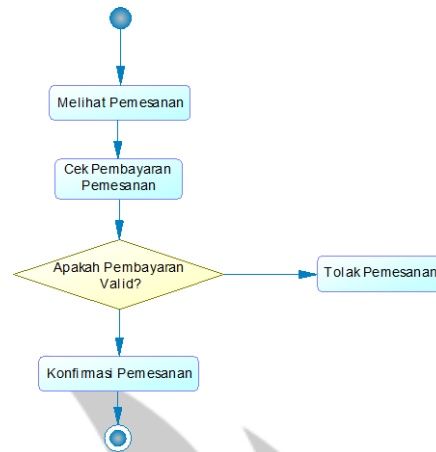 Melihat Pemesanan
Cek Pembayaran
Pemesanan
Apakah Pembayaran
Valid?
Tolak Pemesanan
Konfirmasi Pemesanan